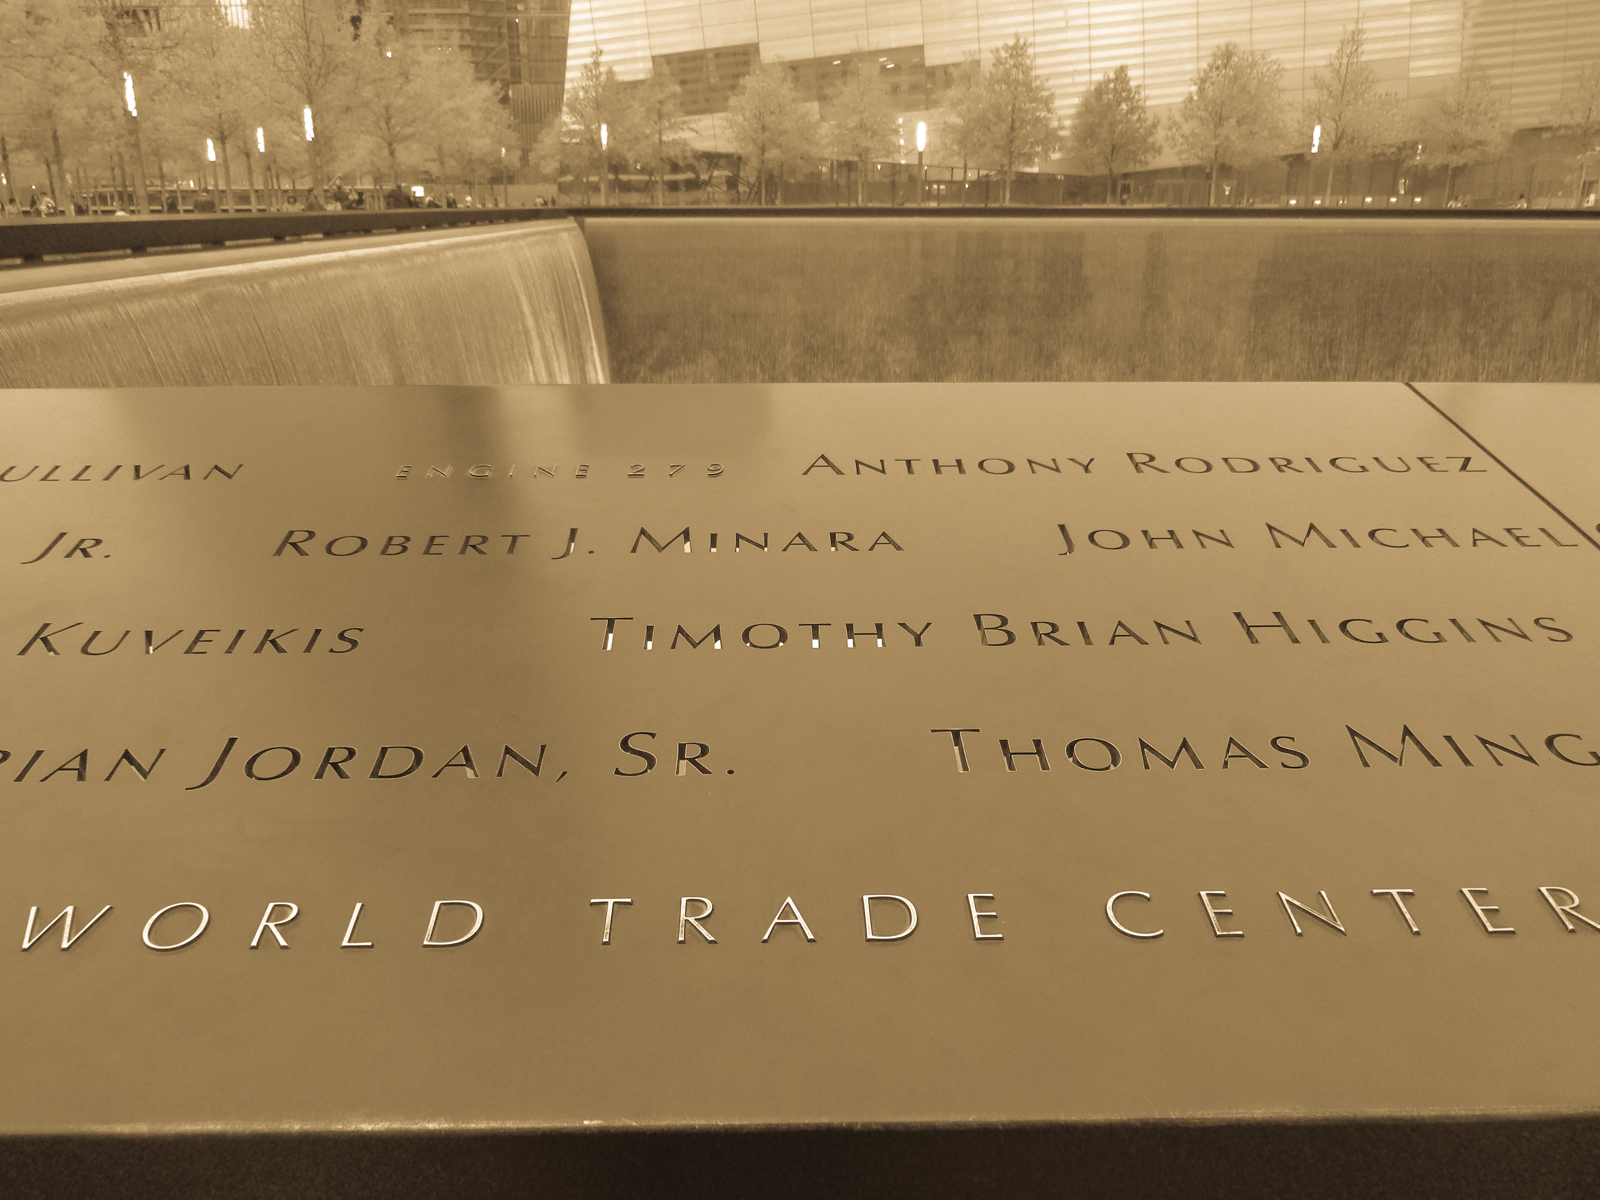 ULLIVAN ENGINE 279 ANTHONY RODRIGUEZ
JR. ROBERT J. MINARA JOHN MICHAEL
KUVEIKIS TIMOTHY BRIAN HIGGINS
PIAN JORDAN, SR. THOMAS MING
WORLD TRADE CENTER